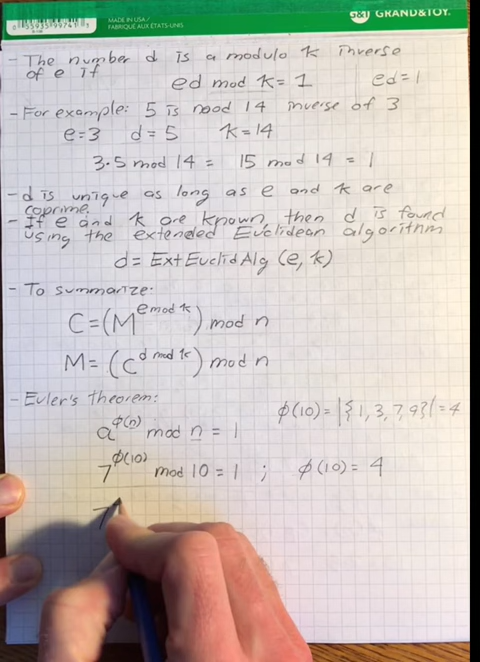 MADE IN USA /
FABRIQUÉ AUX ÉTATS-UNIS
GRAND&TOY.
- The number d is a modulo k inverse
of e if
ed mod k = 1 ed = 1
- For example: 5 is mod 14 inverse of 3
e=3 d=5 k=14
3·5 mod 14 = 15 mod 14 = 1
- d is unique as long as e and k are
coprime.
- If e and k are known, then d is found
using the extended Euclidean algorithm
d = ExtEuclidAlg (e, k)
- To summarize:
C = (M^{e mod k}) mod n
M = (C^{d mod k}) mod n
- Euler's theorem: φ(10) = |{1, 3, 7, 9}| = 4
a^{φ(n)} mod n = 1
7^{φ(10)} mod 10 = 1 ; φ(10) = 4
7